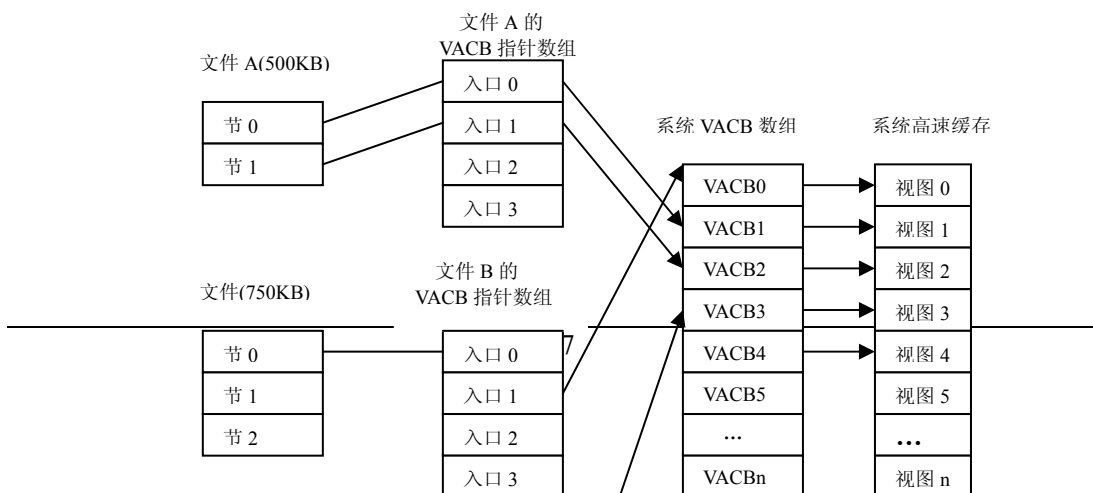 文件 A 的
VACB 指针数组
文件 A(500KB)
入口 0
入口 1
入口 2
入口 3
节 0
节 1
系统 VACB 数组
系统高速缓存
VACB0
VACB1
VACB2
VACB3
VACB4
VACB5
...
VACBn
视图 0
视图 1
视图 2
视图 3
视图 4
视图 5
...
视图 n
文件 B 的
VACB 指针数组
文件(750KB)
节 0
节 1
节 2
入口 0
入口 1
入口 2
入口 3